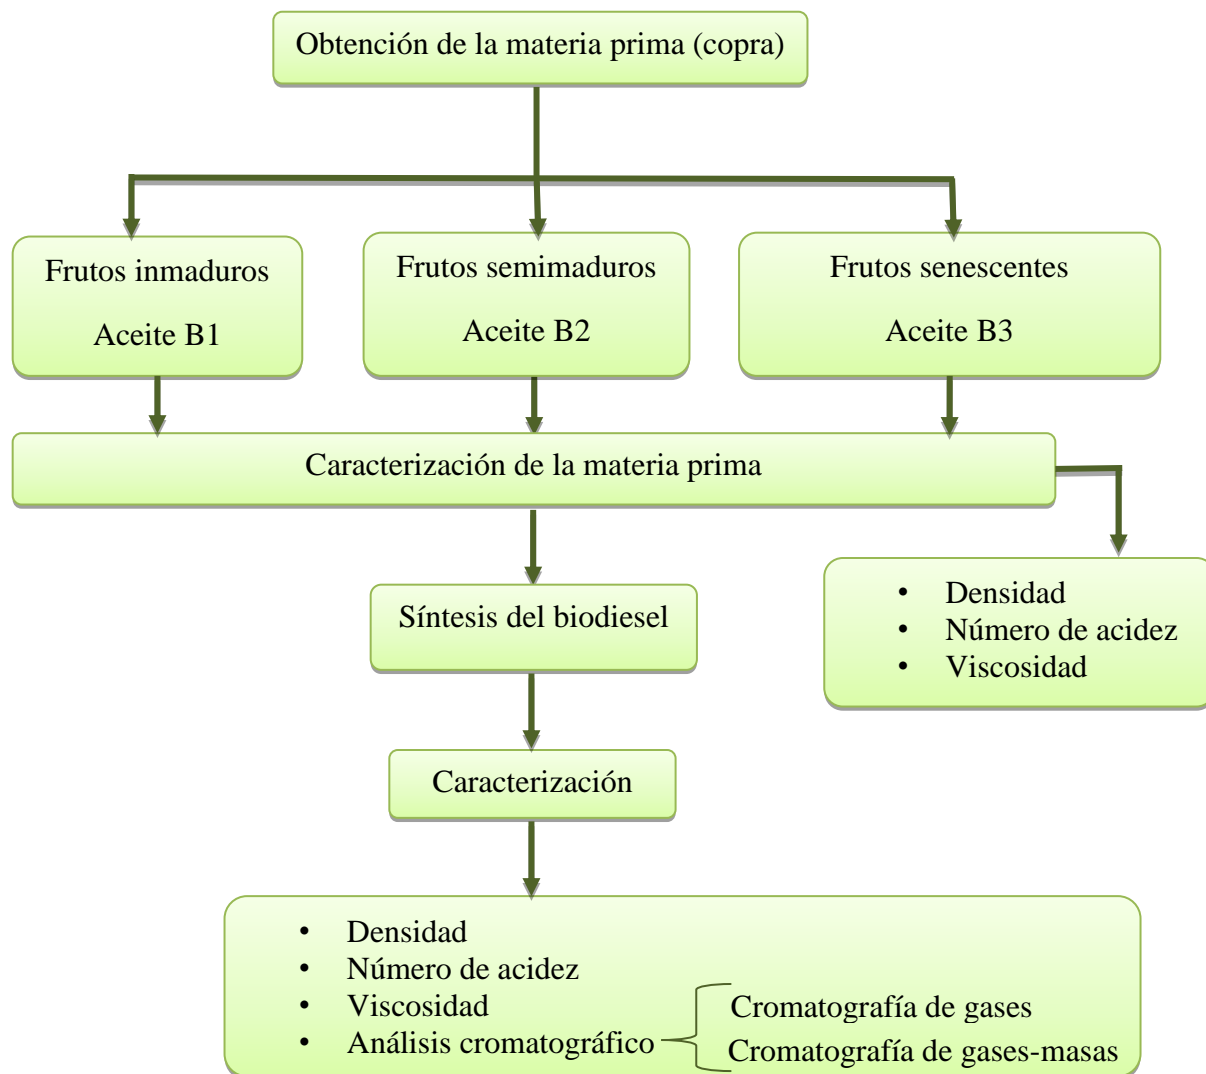 Obtención de la materia prima (copra)
Frutos inmaduros
Aceite B1
Frutos semimaduros
Aceite B2
Frutos senescentes
Aceite B3
Caracterización de la materia prima
• Densidad
• Número de acidez
• Viscosidad
Síntesis del biodiesel
Caracterización
• Densidad
• Número de acidez
• Viscosidad
• Análisis cromatográfico
Cromatografía de gases
Cromatografía de gases-masas